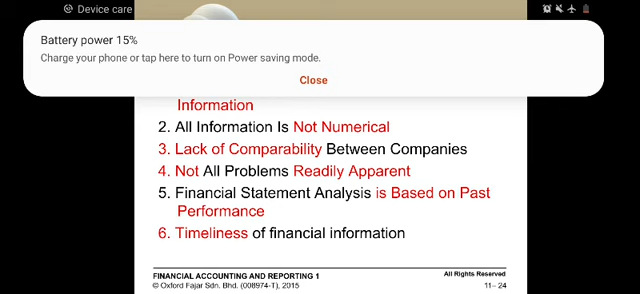 Device care
Battery power 15%
Charge your phone or tap here to turn on Power saving mode.
Close
Information
2. All Information Is Not Numerical
3. Lack of Comparability Between Companies
4. Not All Problems Readily Apparent
5. Financial Statement Analysis is Based on Past
Performance
6. Timeliness of financial information
FINANCIAL ACCOUNTING AND REPORTING 1
All Rights Reserved
© Oxford Fajar Sdn. Bhd. (008974-T), 2015
11– 24